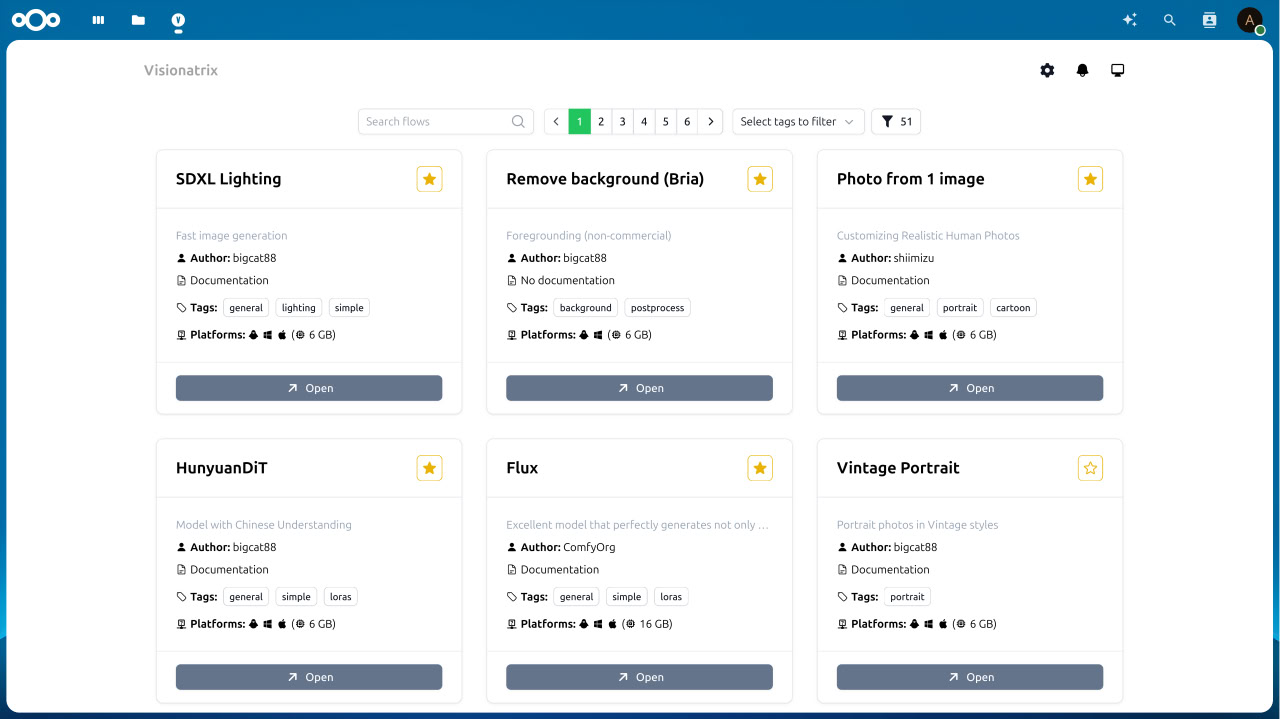 A
Visionatrix
Search flows
1 2 3 4 5 6
Select tags to filter
51
SDXL Lighting
Fast image generation
Author: bigcat88
Documentation
Tags: general lighting simple
Platforms: ( 6 GB)
Open
Remove background (Bria)
Foregrounding (non-commercial)
Author: bigcat88
No documentation
Tags: background postprocess
Platforms: ( 6 GB)
Open
Photo from 1 image
Customizing Realistic Human Photos
Author: shiimizu
Documentation
Tags: general portrait cartoon
Platforms: ( 6 GB)
Open
HunyuanDiT
Model with Chinese Understanding
Author: bigcat88
Documentation
Tags: general simple loras
Platforms: ( 6 GB)
Open
Flux
Excellent model that perfectly generates not only ...
Author: ComfyOrg
Documentation
Tags: general simple loras
Platforms: ( 16 GB)
Open
Vintage Portrait
Portrait photos in Vintage styles
Author: bigcat88
Documentation
Tags: portrait
Platforms: ( 6 GB)
Open